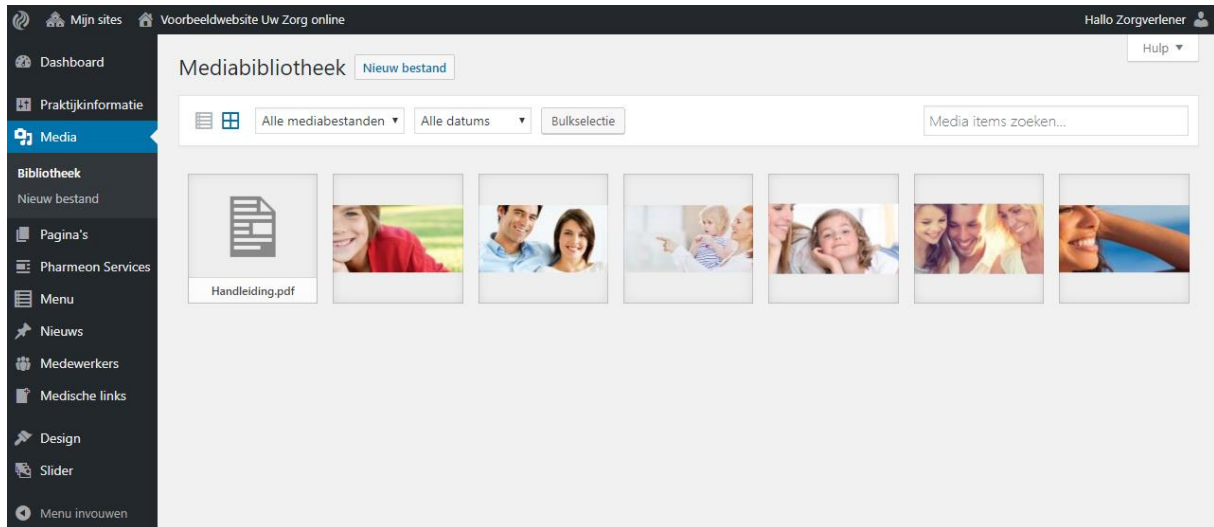 Mijn sites Voorbeeldwebsite Uw Zorg online Hallo Zorgverlener
Hulp ▼
Dashboard
Praktijkinformatie
Media
Bibliotheek
Nieuw bestand
Pagina's
Pharmeon Services
Menu
Nieuws
Medewerkers
Medische links
Design
Slider
Menu invouwen
Mediabibliotheek Nieuw bestand
Alle mediabestanden ▼ Alle datums ▼ Bulkselectie Media items zoeken...
Handleiding.pdf